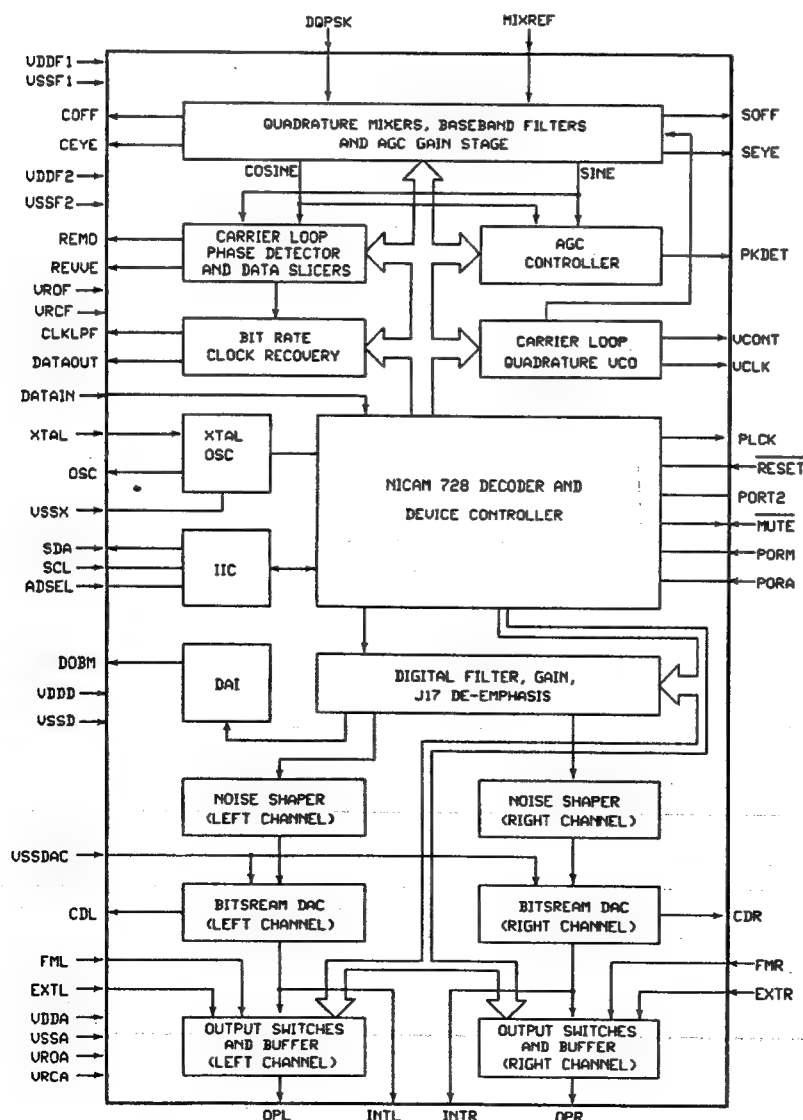 DQPSK
MIXREF
VDDF1
VSSF1
COFF
CEYE
QUADRATURE MIXERS, BASEBAND FILTERS
AND AGC GAIN STAGE
SOFF
SEYE
VDDF2
VSSF2
COSINE
SINE
REMO
REVVE
CARRIER LOOP
PHASE DETECTOR
AND DATA SLICERS
AGC
CONTROLLER
PKDET
VROF
VRCF
CLKLPF
DATAOUT
BIT RATE
CLOCK RECOVERY
CARRIER LOOP
QUADRATURE VCO
VCONT
VCLK
DATAIN
XTAL
OSC
VSSX
XTAL
OSC
NICAM 728 DECODER AND
DEVICE CONTROLLER
PLCK
RESET
PORT2
MUTE
PORM
PORA
SDA
SCL
ADSEL
IIC
DOBM
VDDD
VSSD
DAI
DIGITAL FILTER, GAIN,
J17 DE-EMPHASIS
NOISE SHAPER
(LEFT CHANNEL)
NOISE SHAPER
(RIGHT CHANNEL)
VSSDAC
CDL
BITSREAM DAC
(LEFT CHANNEL)
BITSREAM DAC
(RIGHT CHANNEL)
CDR
FML
EXTL
FMR
EXTR
VDDA
VSSA
VROA
VRCA
OUTPUT SWITCHES
AND BUFFER
(LEFT CHANNEL)
OUTPUT SWITCHES
AND BUFFER
(RIGHT CHANNEL)
OPL
INTL
INTR
OPR